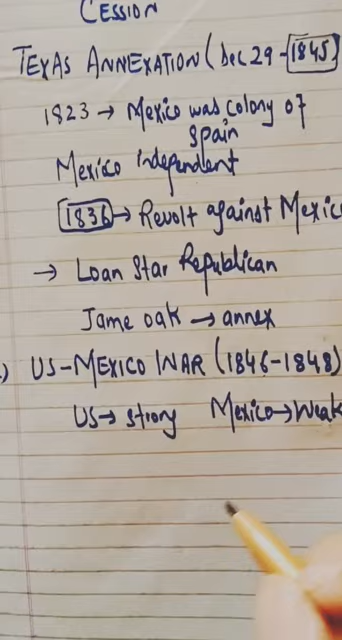 CESSION
TEXAS ANNEXATION (Dec 29 - 1845)
1823 → Mexico was colony of
spain
Mexico independent
1836 → Revolt against Mexico
→ Loan Star Republican
Jame oak → annex
) US-MEXICO WAR (1846-1848)
US → strong Mexico → Weak